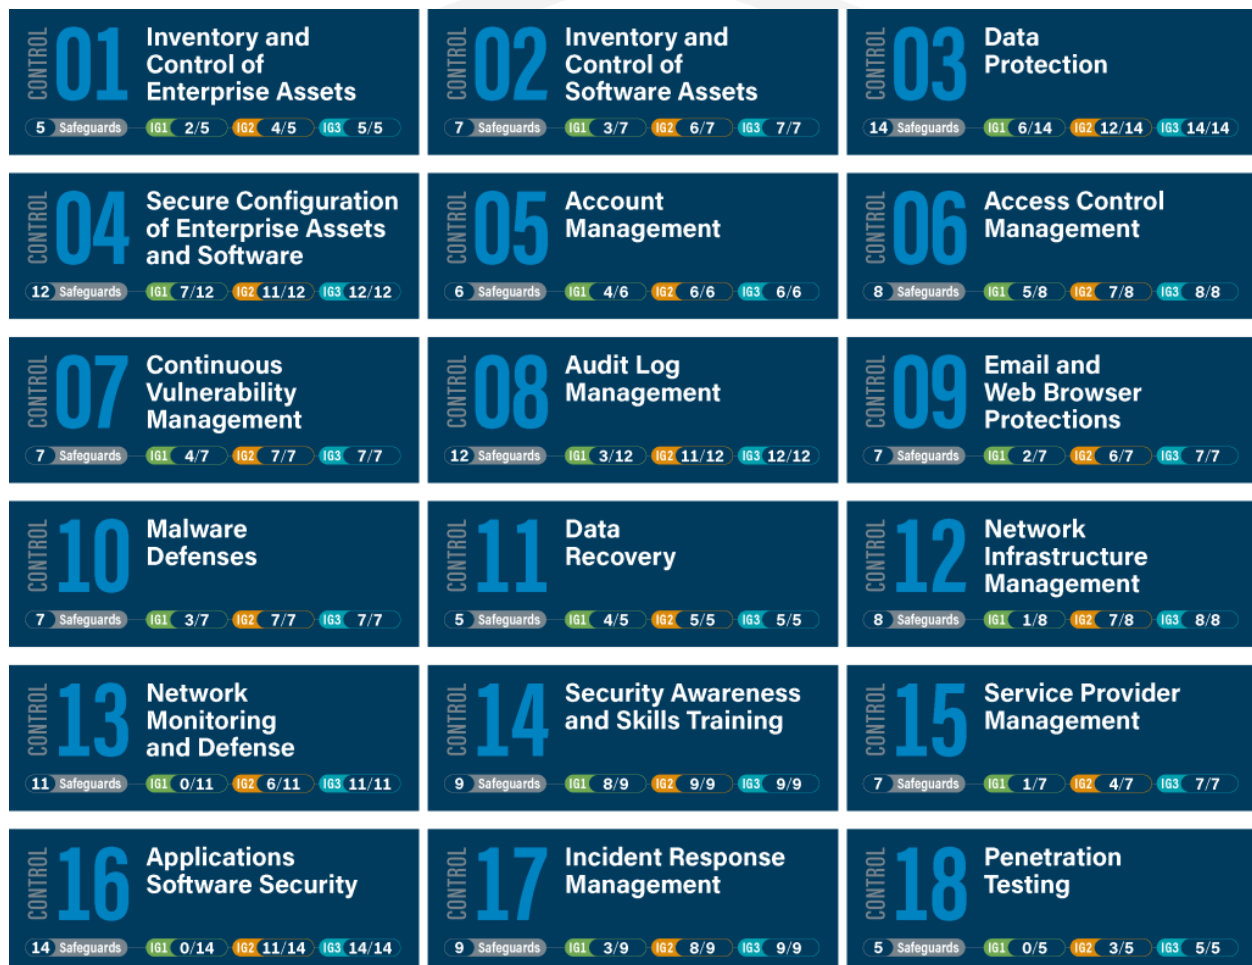 CONTROL
01
Inventory and
Control of
Enterprise Assets
5 Safeguards IG1 2/5 IG2 4/5 IG3 5/5
CONTROL
02
Inventory and
Control of
Software Assets
7 Safeguards IG1 3/7 IG2 6/7 IG3 7/7
CONTROL
03
Data
Protection
14 Safeguards IG1 6/14 IG2 12/14 IG3 14/14
CONTROL
04
Secure Configuration
of Enterprise Assets
and Software
12 Safeguards IG1 7/12 IG2 11/12 IG3 12/12
CONTROL
05
Account
Management
6 Safeguards IG1 4/6 IG2 6/6 IG3 6/6
CONTROL
06
Access Control
Management
8 Safeguards IG1 5/8 IG2 7/8 IG3 8/8
CONTROL
07
Continuous
Vulnerability
Management
7 Safeguards IG1 4/7 IG2 7/7 IG3 7/7
CONTROL
08
Audit Log
Management
12 Safeguards IG1 3/12 IG2 11/12 IG3 12/12
CONTROL
09
Email and
Web Browser
Protections
7 Safeguards IG1 2/7 IG2 6/7 IG3 7/7
CONTROL
10
Malware
Defenses
7 Safeguards IG1 3/7 IG2 7/7 IG3 7/7
CONTROL
11
Data
Recovery
5 Safeguards IG1 4/5 IG2 5/5 IG3 5/5
CONTROL
12
Network
Infrastructure
Management
8 Safeguards IG1 1/8 IG2 7/8 IG3 8/8
CONTROL
13
Network
Monitoring
and Defense
11 Safeguards IG1 0/11 IG2 6/11 IG3 11/11
CONTROL
14
Security Awareness
and Skills Training
9 Safeguards IG1 8/9 IG2 9/9 IG3 9/9
CONTROL
15
Service Provider
Management
7 Safeguards IG1 1/7 IG2 4/7 IG3 7/7
CONTROL
16
Applications
Software Security
14 Safeguards IG1 0/14 IG2 11/14 IG3 14/14
CONTROL
17
Incident Response
Management
9 Safeguards IG1 3/9 IG2 8/9 IG3 9/9
CONTROL
18
Penetration
Testing
5 Safeguards IG1 0/5 IG2 3/5 IG3 5/5